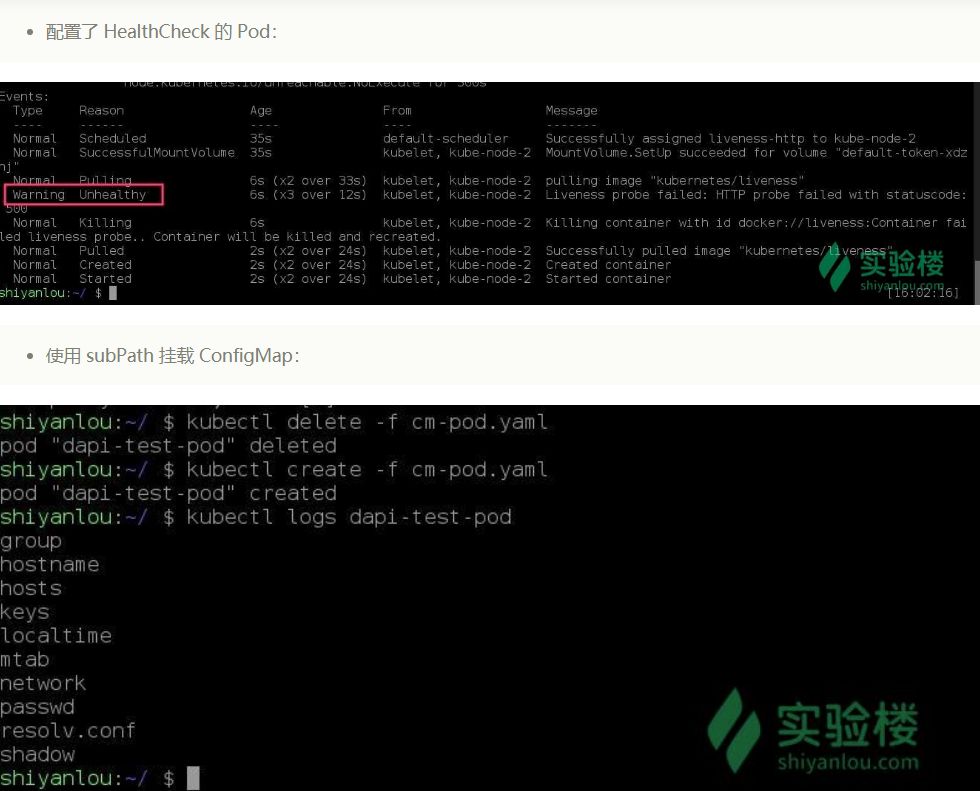 配置了 HealthCheck 的 Pod:
node.kubernetes.io/unreachable:NoExecute for 300s
Events:
Type Reason Age From Message
---- ------ ---- ---- -------
Normal Scheduled 35s default-scheduler Successfully assigned liveness-http to kube-node-2
Normal SuccessfulMountVolume 35s kubelet, kube-node-2 MountVolume.SetUp succeeded for volume "default-token-xdz
nj"
Normal Pulling 6s (x2 over 33s) kubelet, kube-node-2 pulling image "kubernetes/liveness"
Warning Unhealthy 6s (x3 over 12s) kubelet, kube-node-2 Liveness probe failed: HTTP probe failed with statuscode:
500
Normal Killing 6s kubelet, kube-node-2 Killing container with id docker://liveness:Container fai
led liveness probe.. Container will be killed and recreated.
Normal Pulled 2s (x2 over 24s) kubelet, kube-node-2 Successfully pulled image "kubernetes/liveness"
Normal Created 2s (x2 over 24s) kubelet, kube-node-2 Created container
Normal Started 2s (x2 over 24s) kubelet, kube-node-2 Started container
shiyanlou:~/ $ [16:02:16]
实验楼
shiyanlou.com
使用 subPath 挂载 ConfigMap:
shiyanlou:~/ $ kubectl delete -f cm-pod.yaml
pod "dapi-test-pod" deleted
shiyanlou:~/ $ kubectl create -f cm-pod.yaml
pod "dapi-test-pod" created
shiyanlou:~/ $ kubectl logs dapi-test-pod
group
hostname
hosts
keys
localtime
mtab
network
passwd
resolv.conf
shadow
shiyanlou:~/ $
实验楼
shiyanlou.com